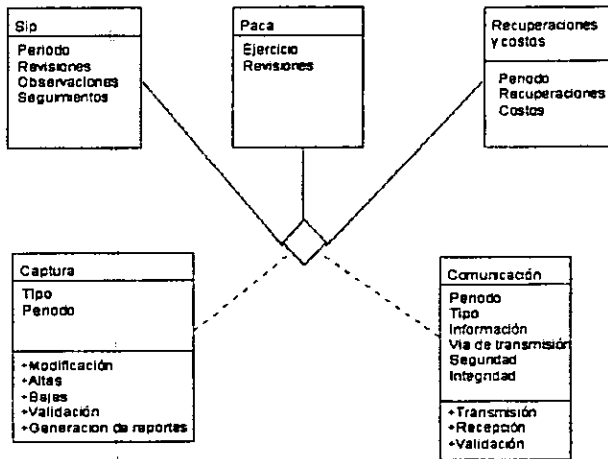 Sip
Periodo
Revisiones
Observaciones
Seguimientos
Paca
Ejercicio
Revisiones
Recuperaciones
y costos
Periodo
Recuperaciones
Costos
Captura
Tipo
Periodo
+Modificación
+Altas
+Bajas
+Validación
+Generacion de reportes
Comunicación
Periodo
Tipo
Información
Via de transmisión
Seguridad
Integridad
+Transmisión
+Recepción
+Validación